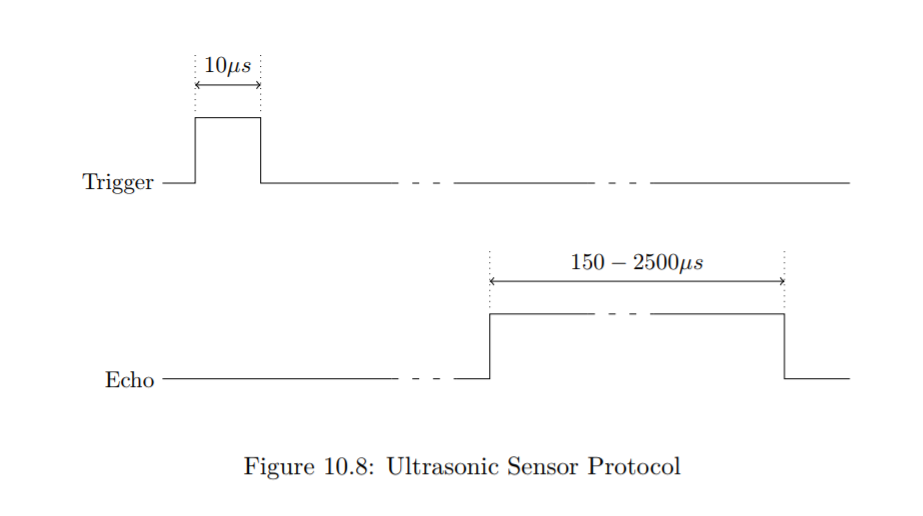 10μs
Trigger
150 − 2500μs
Echo
Figure 10.8: Ultrasonic Sensor Protocol